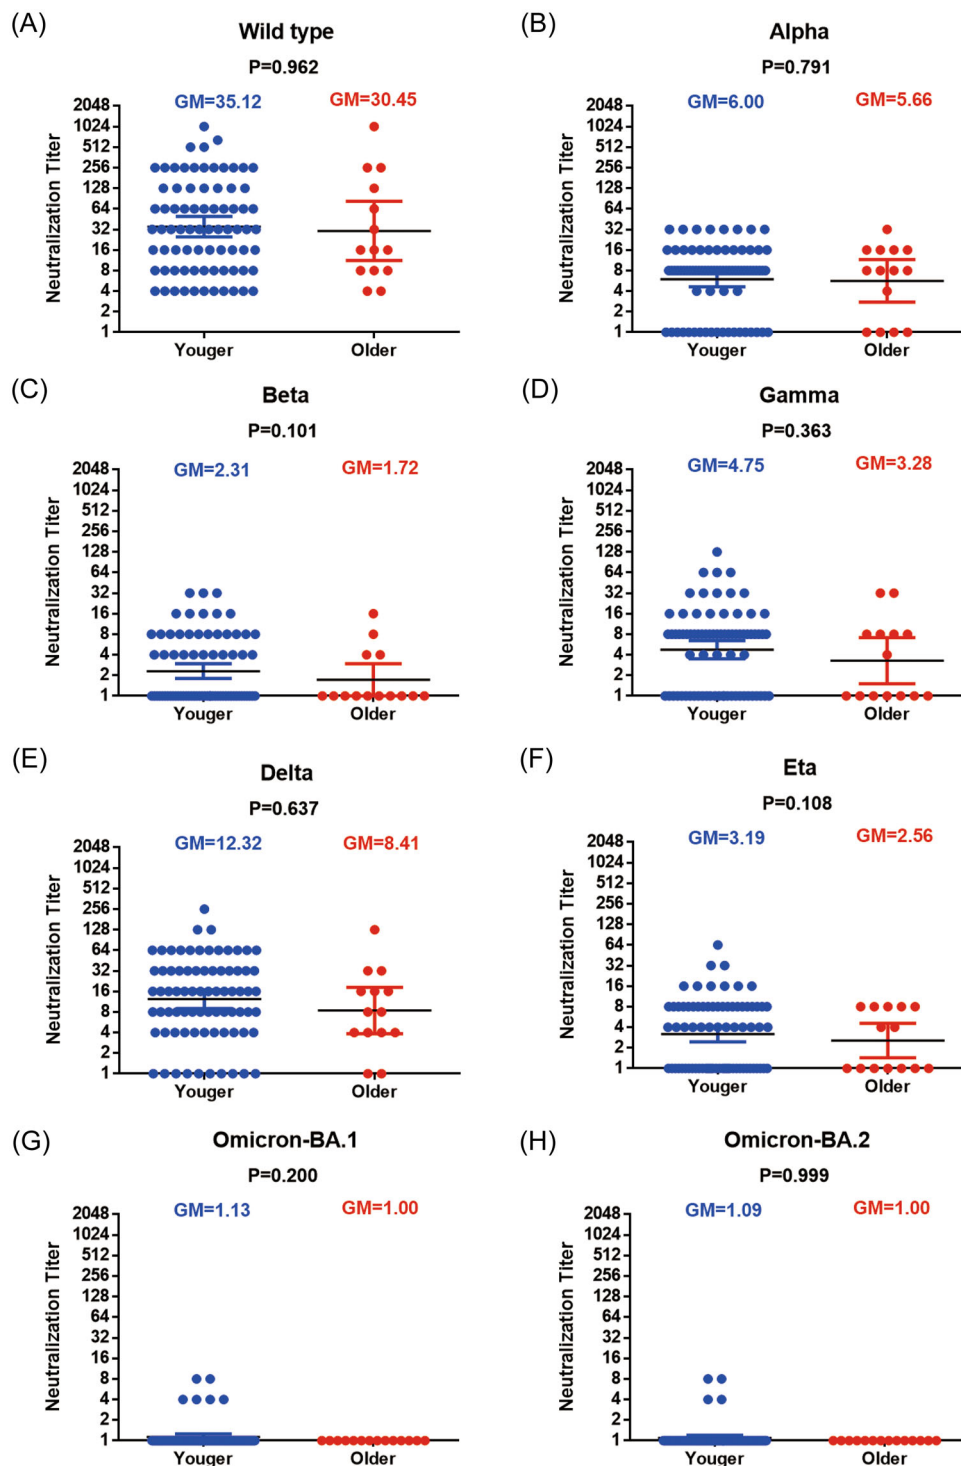 (A)
Wild type
P=0.962
GM=35.12 GM=30.45
Neutralization Titer
2048
1024
512
256
128
64
32
16
8
4
2
1
Youger Older
(B)
Alpha
P=0.791
GM=6.00 GM=5.66
Neutralization Titer
2048
1024
512
256
128
64
32
16
8
4
2
1
Youger Older
(C)
Beta
P=0.101
GM=2.31 GM=1.72
Neutralization Titer
2048
1024
512
256
128
64
32
16
8
4
2
1
Youger Older
(D)
Gamma
P=0.363
GM=4.75 GM=3.28
Neutralization Titer
2048
1024
512
256
128
64
32
16
8
4
2
1
Youger Older
(E)
Delta
P=0.637
GM=12.32 GM=8.41
Neutralization Titer
2048
1024
512
256
128
64
32
16
8
4
2
1
Youger Older
(F)
Eta
P=0.108
GM=3.19 GM=2.56
Neutralization Titer
2048
1024
512
256
128
64
32
16
8
4
2
1
Youger Older
(G)
Omicron-BA.1
P=0.200
GM=1.13 GM=1.00
Neutralization Titer
2048
1024
512
256
128
64
32
16
8
4
2
1
Youger Older
(H)
Omicron-BA.2
P=0.999
GM=1.09 GM=1.00
Neutralization Titer
2048
1024
512
256
128
64
32
16
8
4
2
1
Youger Older